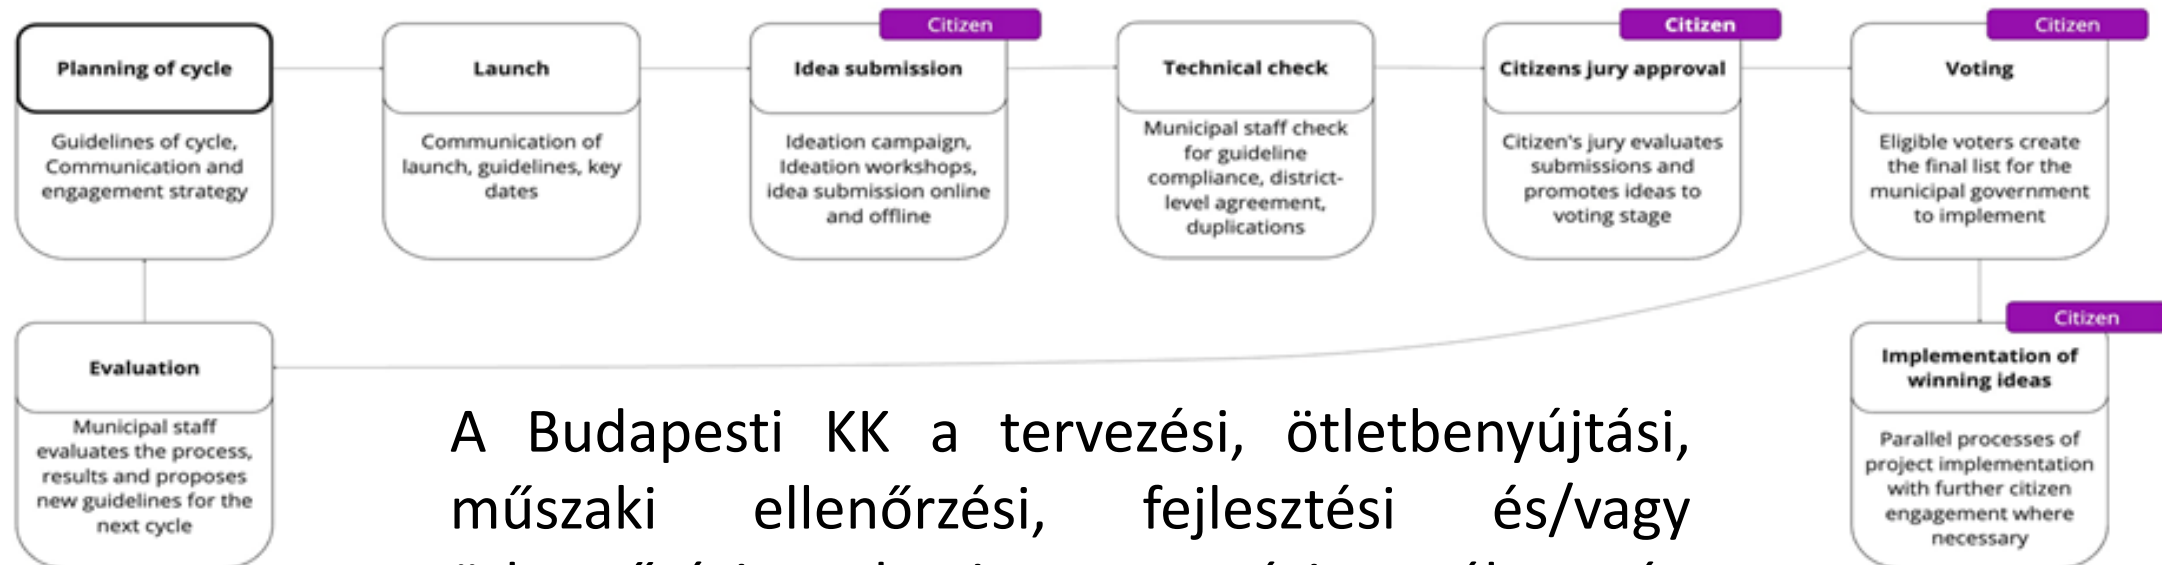 Citizen
Citizen
Citizen
Planning of cycle
Launch
Idea submission
Technical check
Citizens jury approval
Voting
Guidelines of cycle,
Communication and
engagement strategy
Communication of
launch, guidelines, key
dates
Ideation campaign,
Ideation workshops,
idea submission online
and offline
Municipal staff check
for guideline
compliance, district-
level agreement,
duplications
Citizen's jury evaluates
submissions and
promotes ideas to
voting stage
Eligible voters create
the final list for the
municipal government
to implement
Citizen
Implementation of
winning ideas
Parallel processes of
project implementation
with further citizen
engagement where
necessary
Evaluation
Municipal staff
evaluates the process,
results and proposes
new guidelines for the
next cycle
A Budapesti KK a tervezési, ötletbenyújtási,
műszaki ellenőrzési, fejlesztési és/vagy